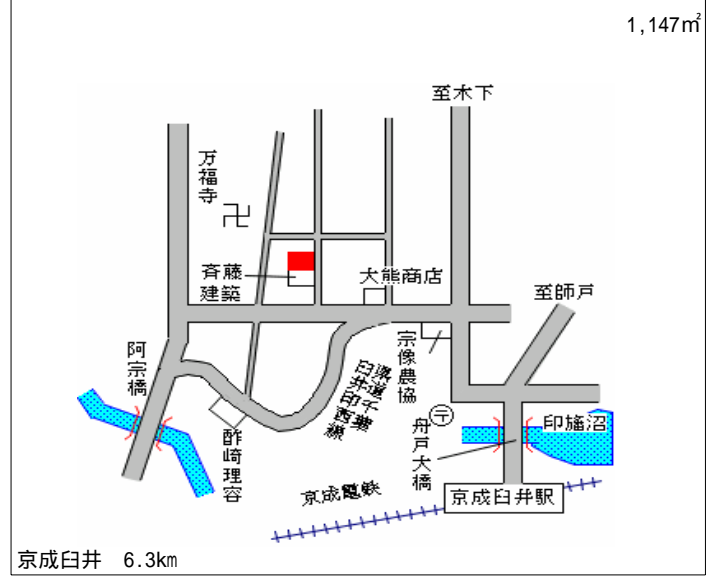 1,147㎡
至木下
万福寺
卍
斉藤
建築
大熊商店
至師戸
阿宗橋
宗像農協
県道千葉
臼井印西線
〒
舟戸大橋
印旛沼
酢崎理容
京成電鉄
京成臼井駅
京成臼井 6.3km